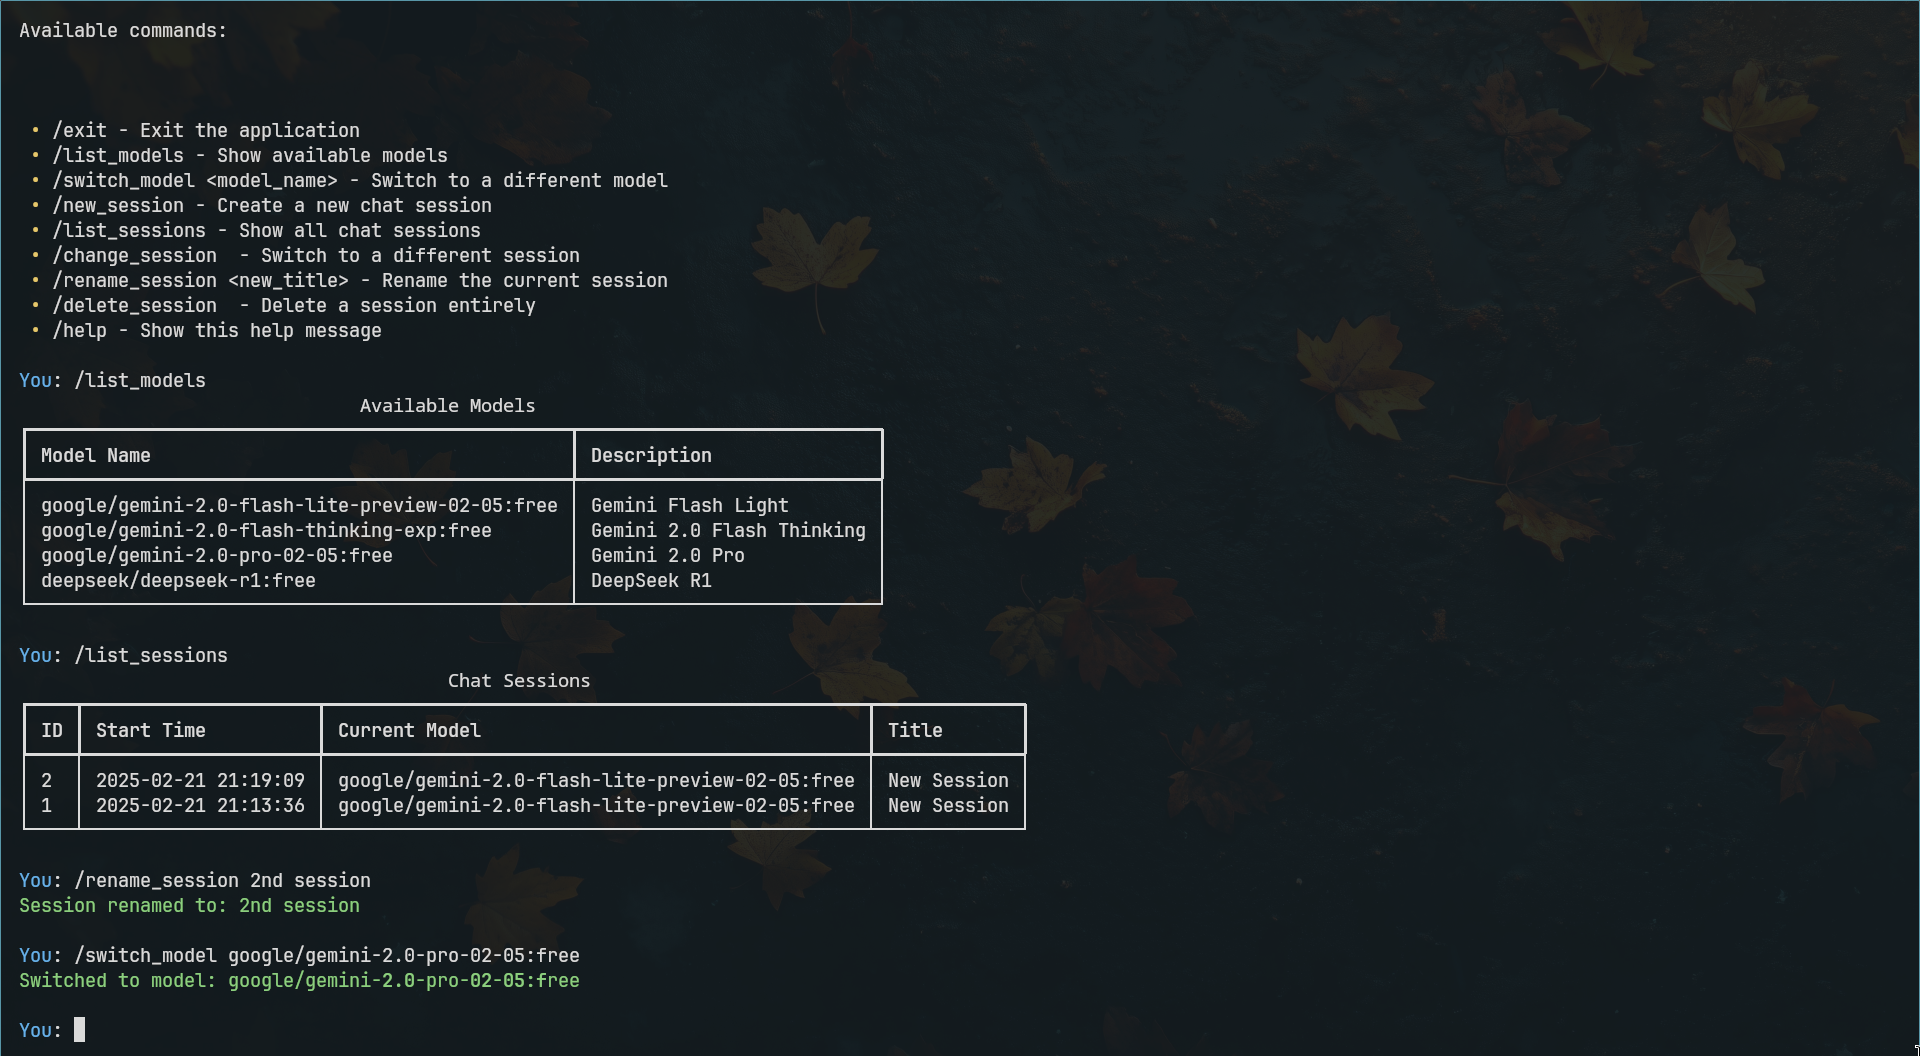 Available commands:
• /exit - Exit the application
• /list_models - Show available models
• /switch_model <model_name> - Switch to a different model
• /new_session - Create a new chat session
• /list_sessions - Show all chat sessions
• /change_session  - Switch to a different session
• /rename_session <new_title> - Rename the current session
• /delete_session  - Delete a session entirely
• /help - Show this help message
You: /list_models
Available Models
Model Name Description
google/gemini-2.0-flash-lite-preview-02-05:free Gemini Flash Light
google/gemini-2.0-flash-thinking-exp:free Gemini 2.0 Flash Thinking
google/gemini-2.0-pro-02-05:free Gemini 2.0 Pro
deepseek/deepseek-r1:free DeepSeek R1
You: /list_sessions
Chat Sessions
ID Start Time Current Model Title
2 2025-02-21 21:19:09 google/gemini-2.0-flash-lite-preview-02-05:free New Session
1 2025-02-21 21:13:36 google/gemini-2.0-flash-lite-preview-02-05:free New Session
You: /rename_session 2nd session
Session renamed to: 2nd session
You: /switch_model google/gemini-2.0-pro-02-05:free
Switched to model: google/gemini-2.0-pro-02-05:free
You: